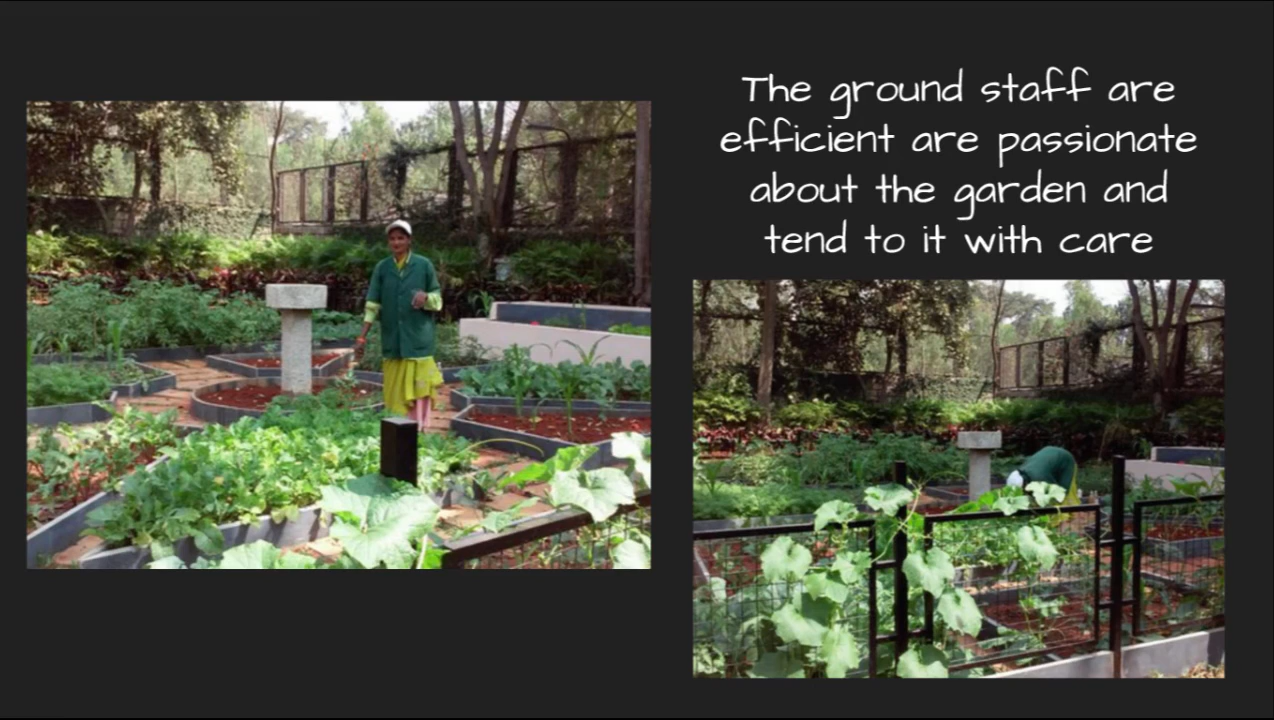 The ground staff are
efficient are passionate
about the garden and
tend to it with care